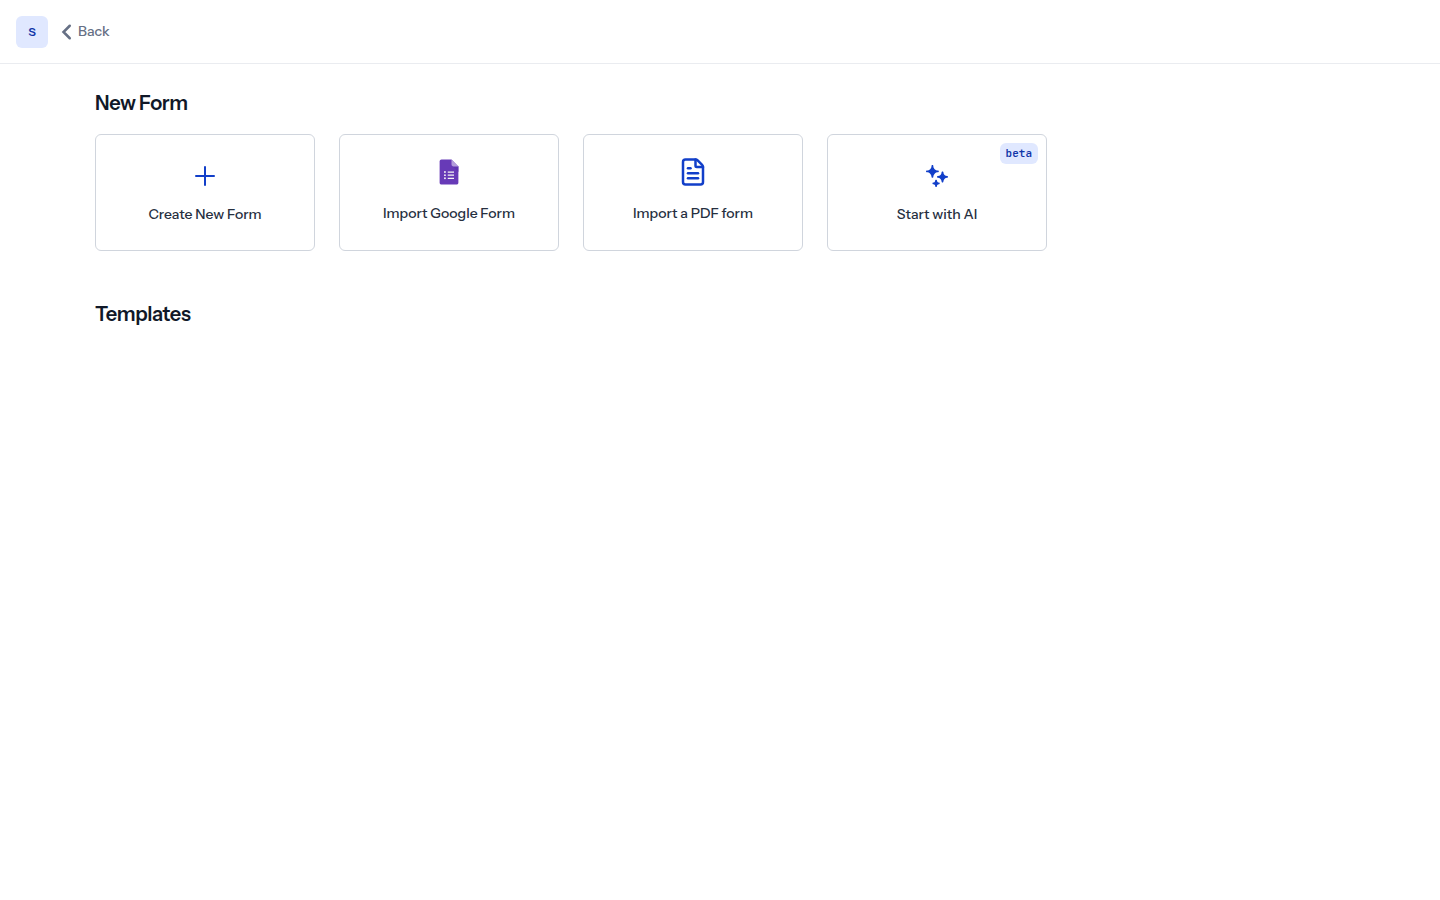 S
Back
New Form
Create New Form
Import Google Form
Import a PDF form
beta
Start with AI
Templates